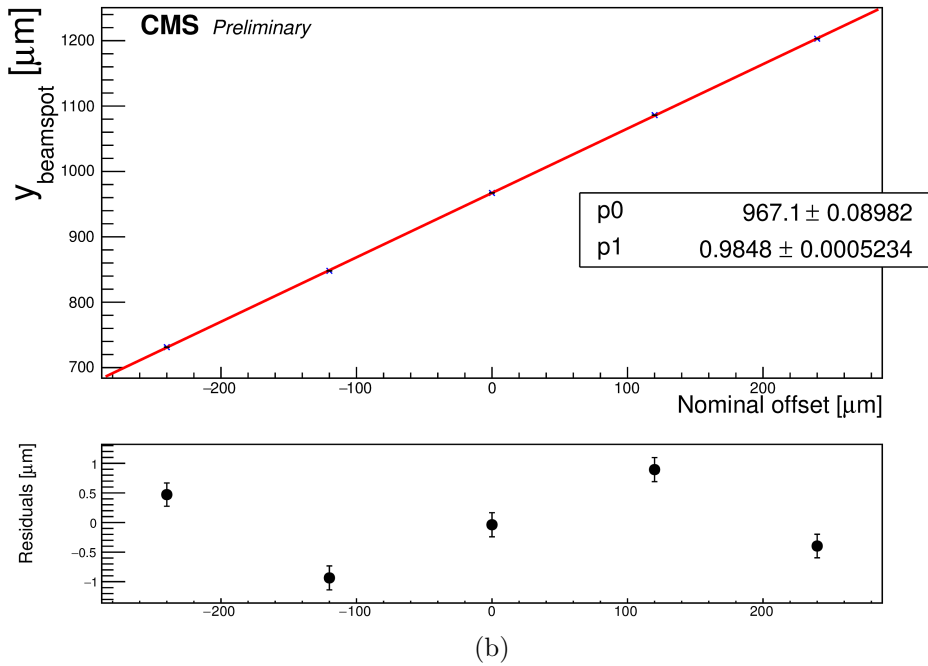 CMS Preliminary
y_beamspot [μm]
1200
1100
1000
900
800
700
p0 967.1 ± 0.08982
p1 0.9848 ± 0.0005234
−200 −100 0 100 200
Nominal offset [μm]
Residuals [μm]
1
0.5
0
−0.5
−1
−200 −100 0 100 200
(b)